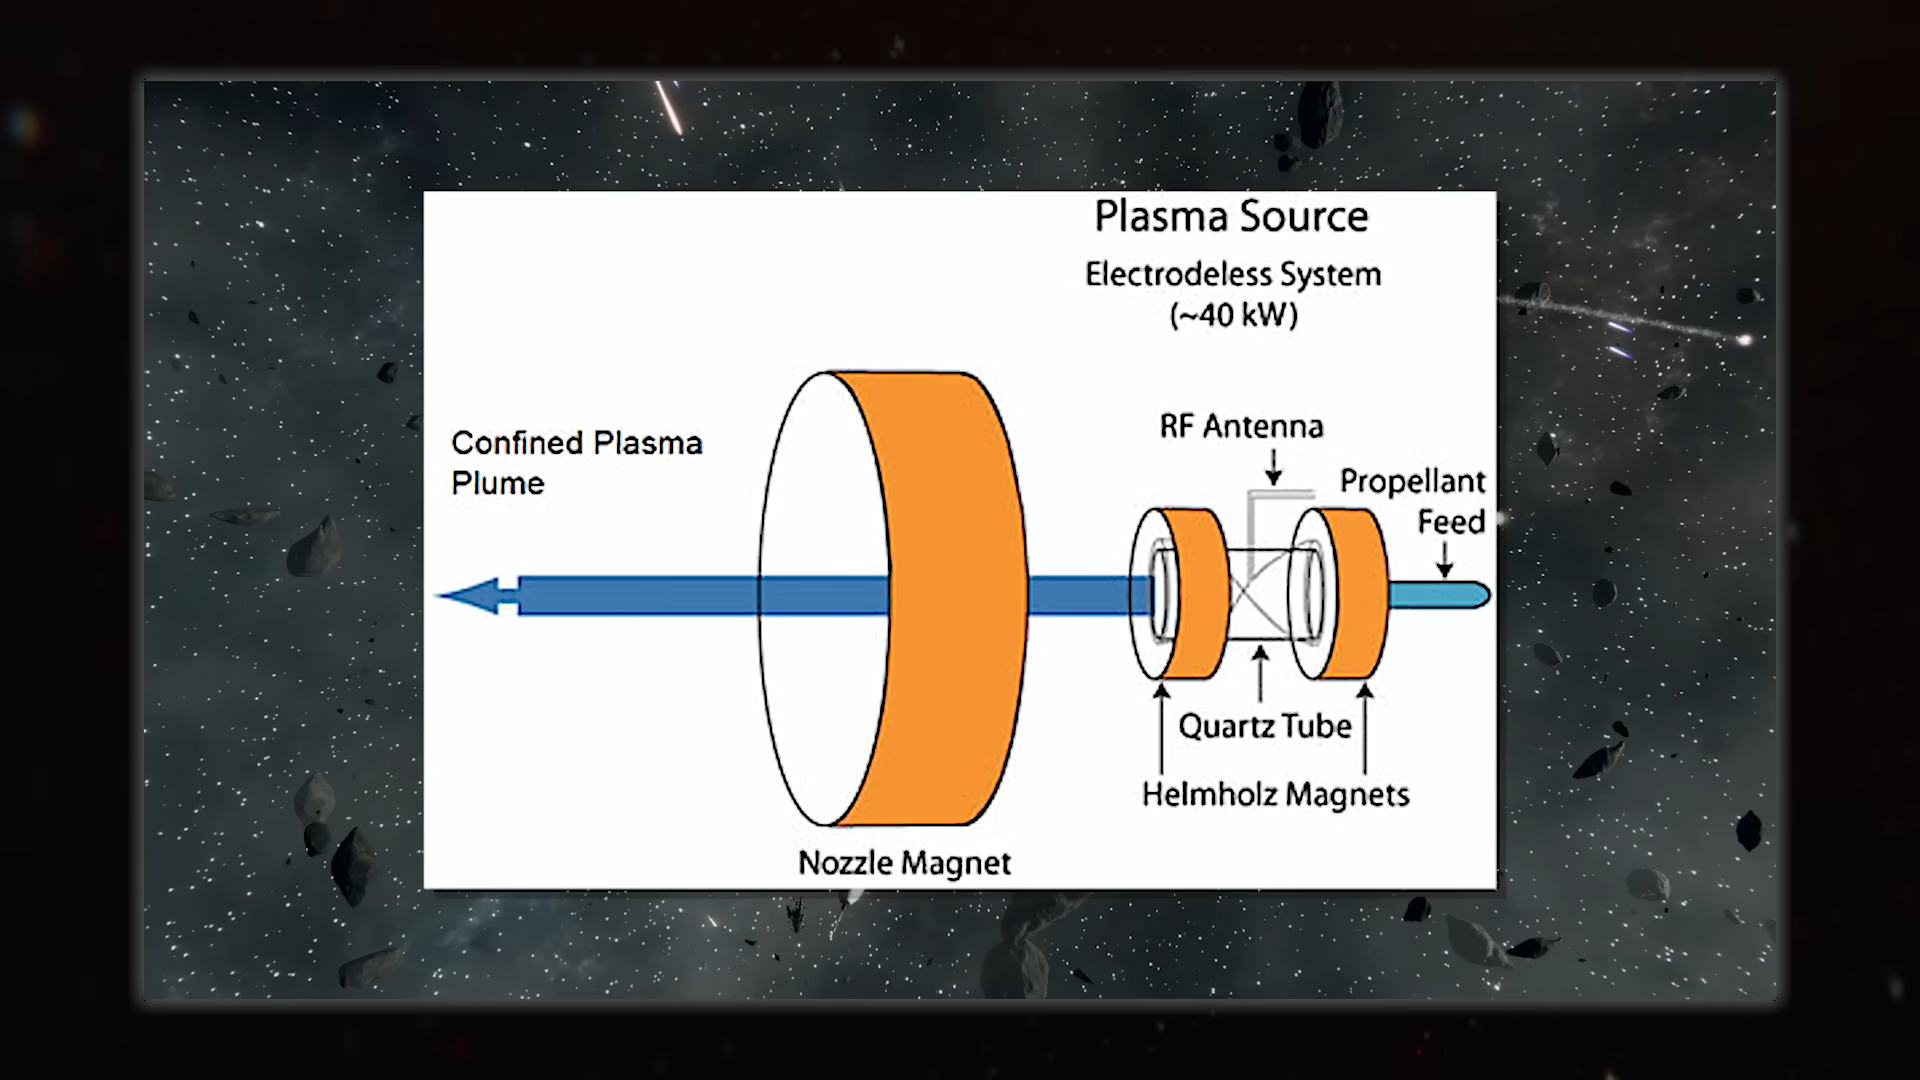 Plasma Source
Electrodeless System
(~40 kW)
RF Antenna
Confined Plasma
Plume
Propellant
Feed
Quartz Tube
Helmholz Magnets
Nozzle Magnet